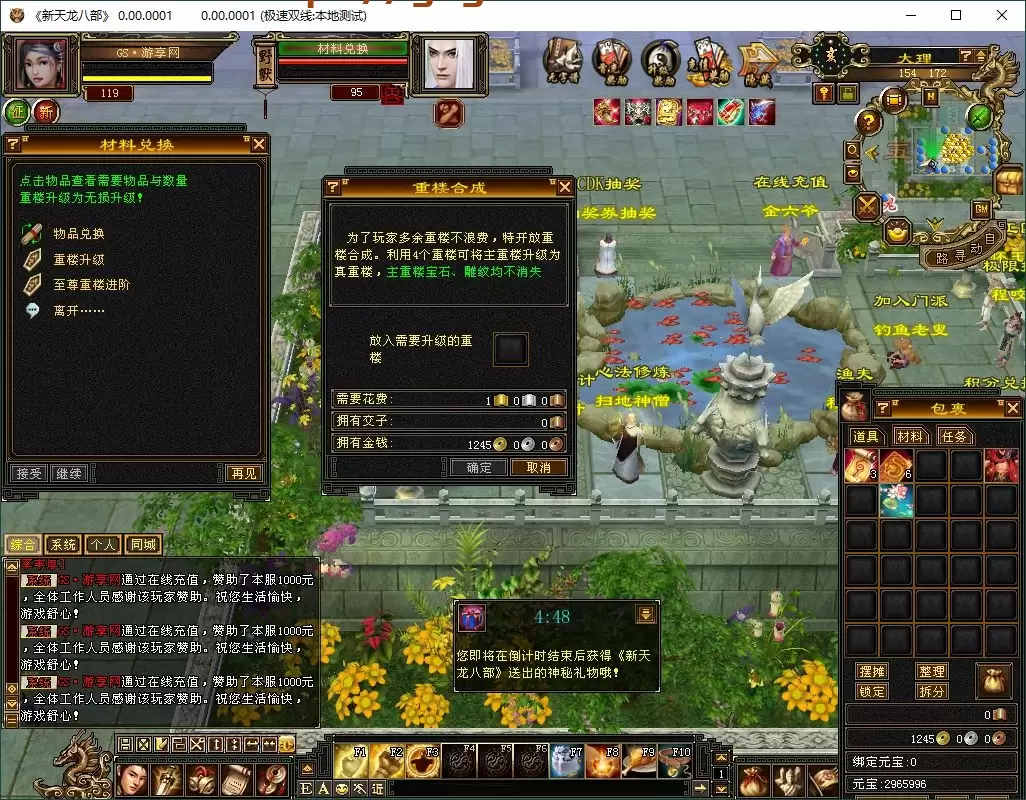 《新天龙八部》 0.00.0001 0.00.0001 (极速双线:本地测试)
GS·游享网
119
野兽
材料兑换
95
大理
154 172
N
征
新
材料兑换
点击物品查看需要物品与数量
重楼升级为无损升级！
物品兑换
重楼升级
至尊重楼进阶
离开……
接受
继续
再见
重楼合成
为了玩家多余重楼不浪费，特开放重
楼合成。利用4个重楼可将主重楼升级为
真重楼，主重楼宝石、雕纹均不消失
放入需要升级的重
楼
需要花费: 1 0 0
拥有交子: 0
拥有金钱: 1245 0 0
确定
取消
CDK抽奖
奖券抽奖
在线充值
金六爷
GM
自动寻路
加入门派
钓鱼老叟
渔夫
积分兑
心法修炼
扫地神僧
包裹
道具
材料
任务
3
6
摆摊
整理
锁定
拆分
0
1245 0 0
绑定元宝:0
元宝:2965996
综合
系统
个人
同城
系统 GS·游享网通过在线充值，赞助了本服1000元
，全体工作人员感谢该玩家赞助。祝您生活愉快，
游戏舒心！
系统 GS·游享网通过在线充值，赞助了本服1000元
，全体工作人员感谢该玩家赞助。祝您生活愉快，
游戏舒心！
系统 GS·游享网通过在线充值，赞助了本服1000元
，全体工作人员感谢该玩家赞助。祝您生活愉快，
游戏舒心！
4:48
您即将在倒计时结束后获得《新天
龙八部》送出的神秘礼物哦！
F1 F2 F3 F4 F5 F6 F7 F8 F9 F10
1
近